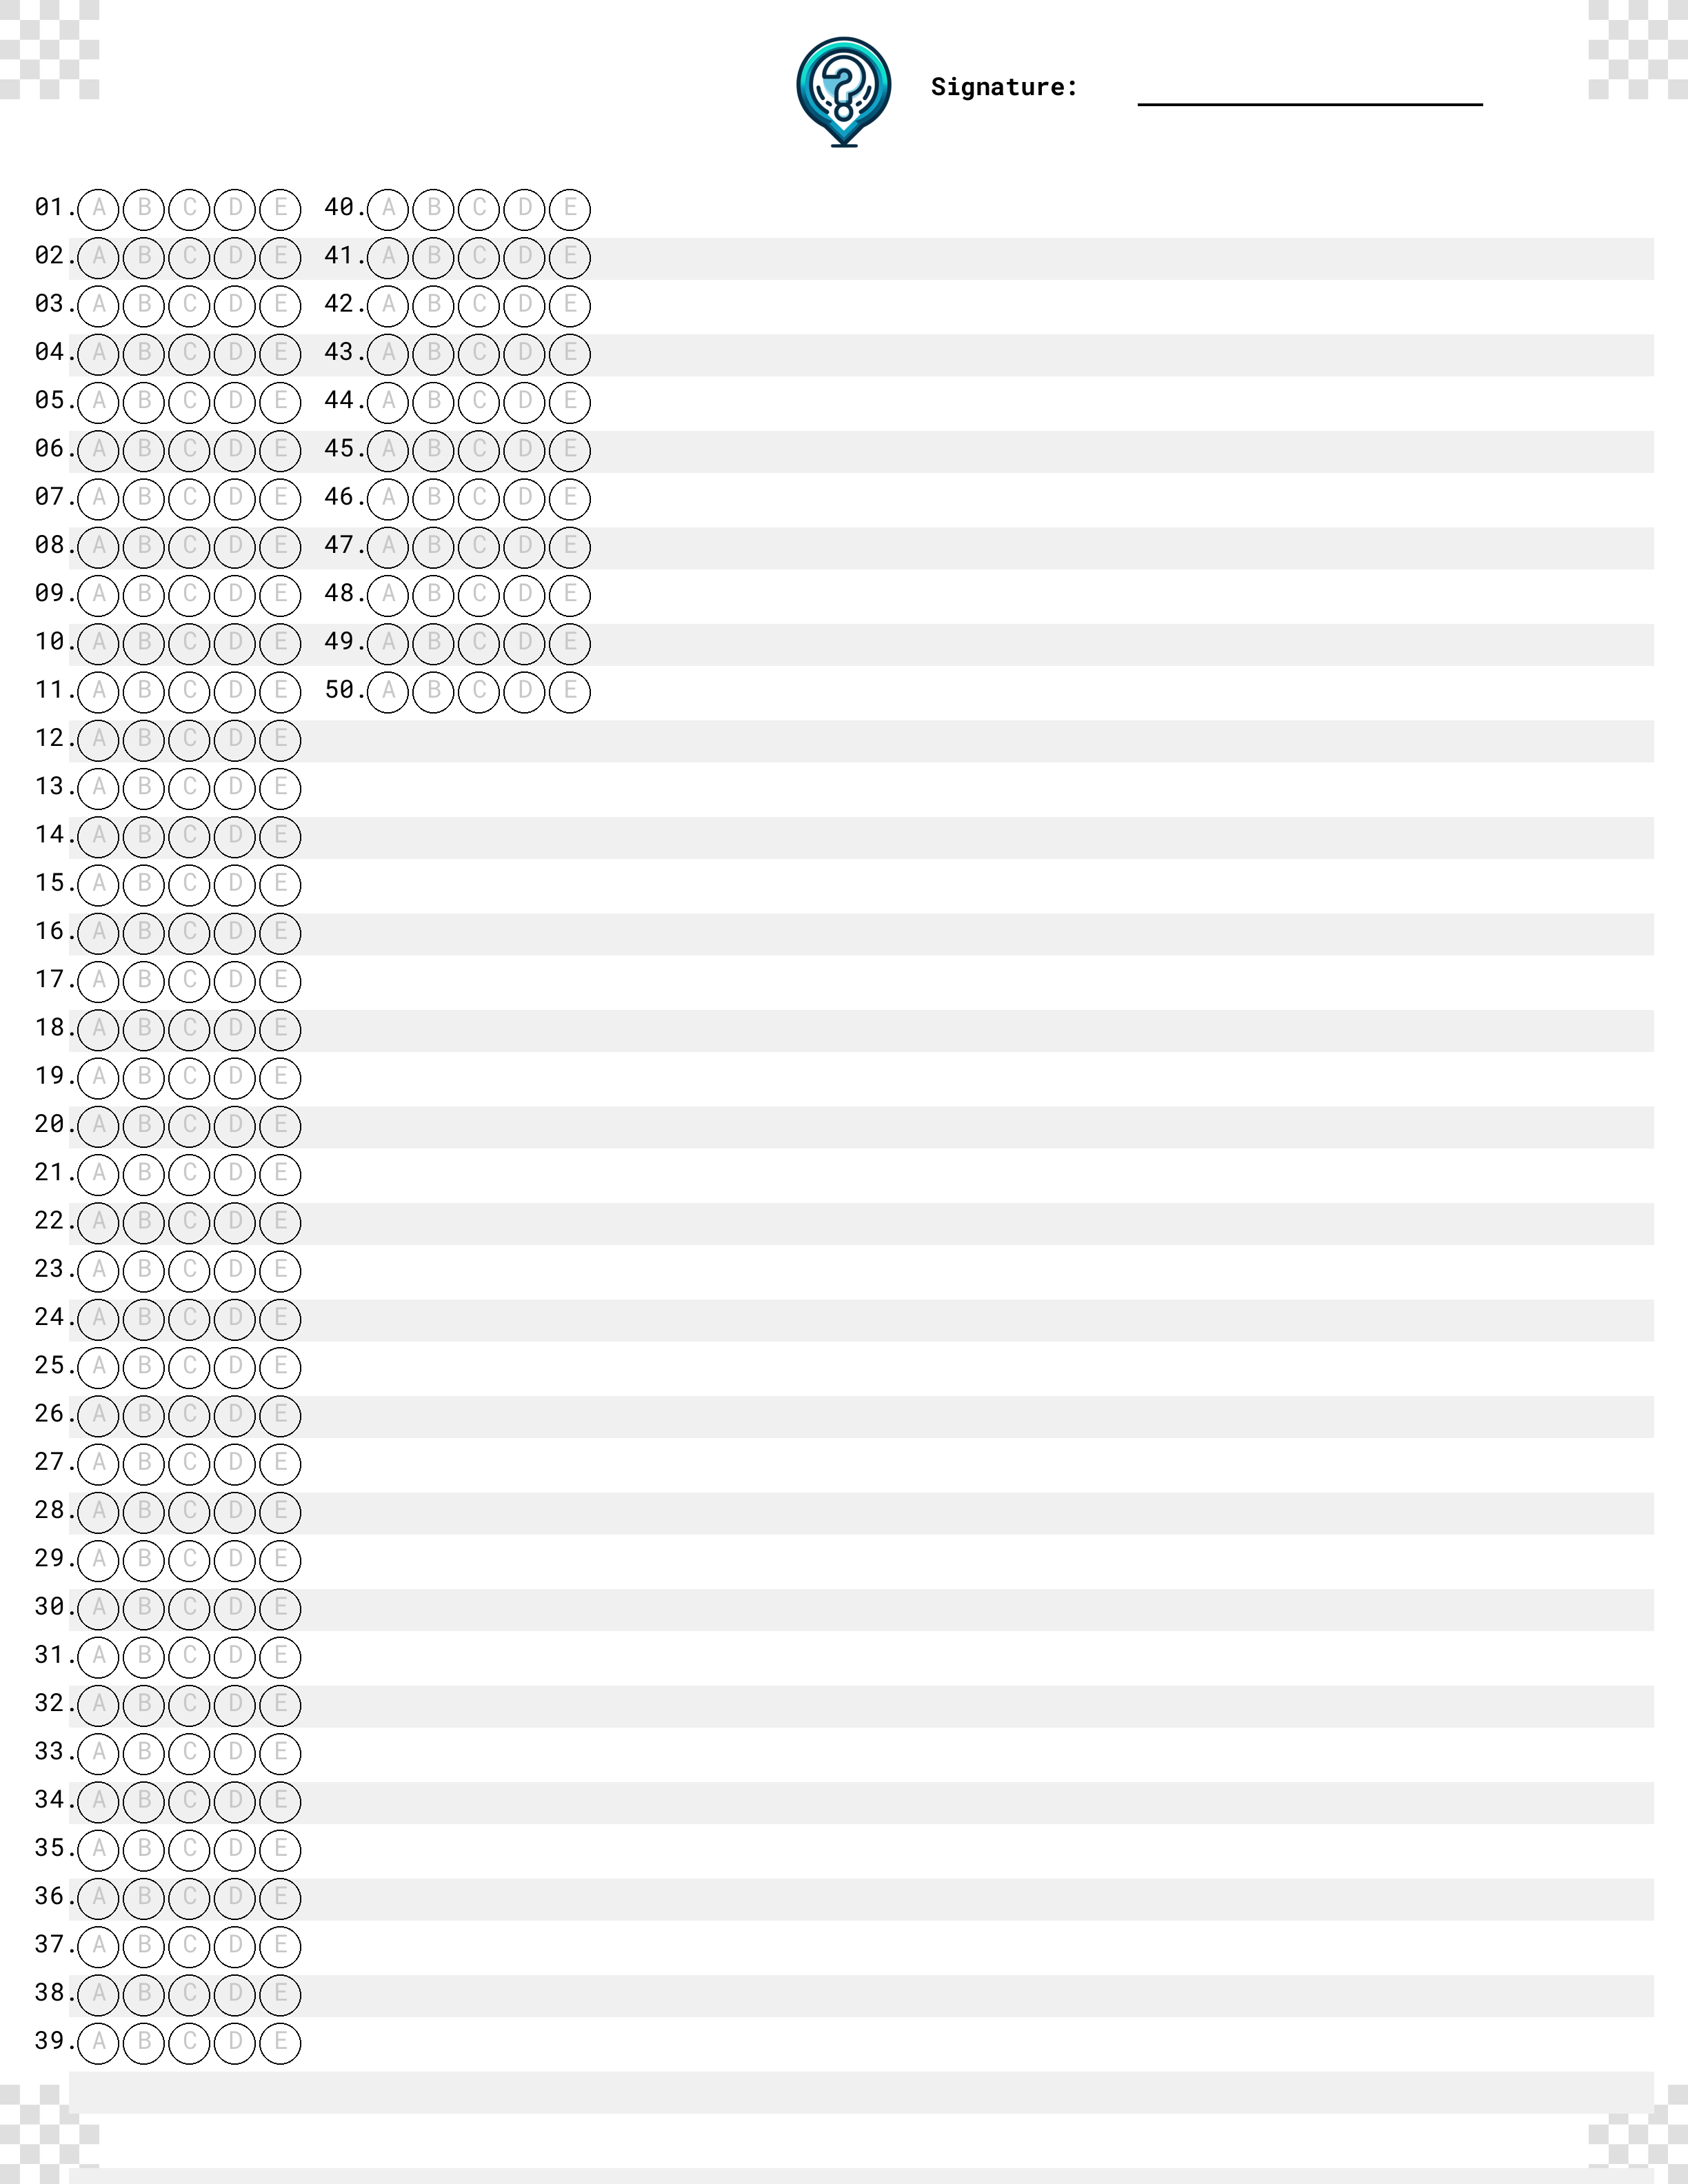 ?
Signature:
01. A B C D E 40. A B C D E
02. A B C D E 41. A B C D E
03. A B C D E 42. A B C D E
04. A B C D E 43. A B C D E
05. A B C D E 44. A B C D E
06. A B C D E 45. A B C D E
07. A B C D E 46. A B C D E
08. A B C D E 47. A B C D E
09. A B C D E 48. A B C D E
10. A B C D E 49. A B C D E
11. A B C D E 50. A B C D E
12. A B C D E
13. A B C D E
14. A B C D E
15. A B C D E
16. A B C D E
17. A B C D E
18. A B C D E
19. A B C D E
20. A B C D E
21. A B C D E
22. A B C D E
23. A B C D E
24. A B C D E
25. A B C D E
26. A B C D E
27. A B C D E
28. A B C D E
29. A B C D E
30. A B C D E
31. A B C D E
32. A B C D E
33. A B C D E
34. A B C D E
35. A B C D E
36. A B C D E
37. A B C D E
38. A B C D E
39. A B C D E